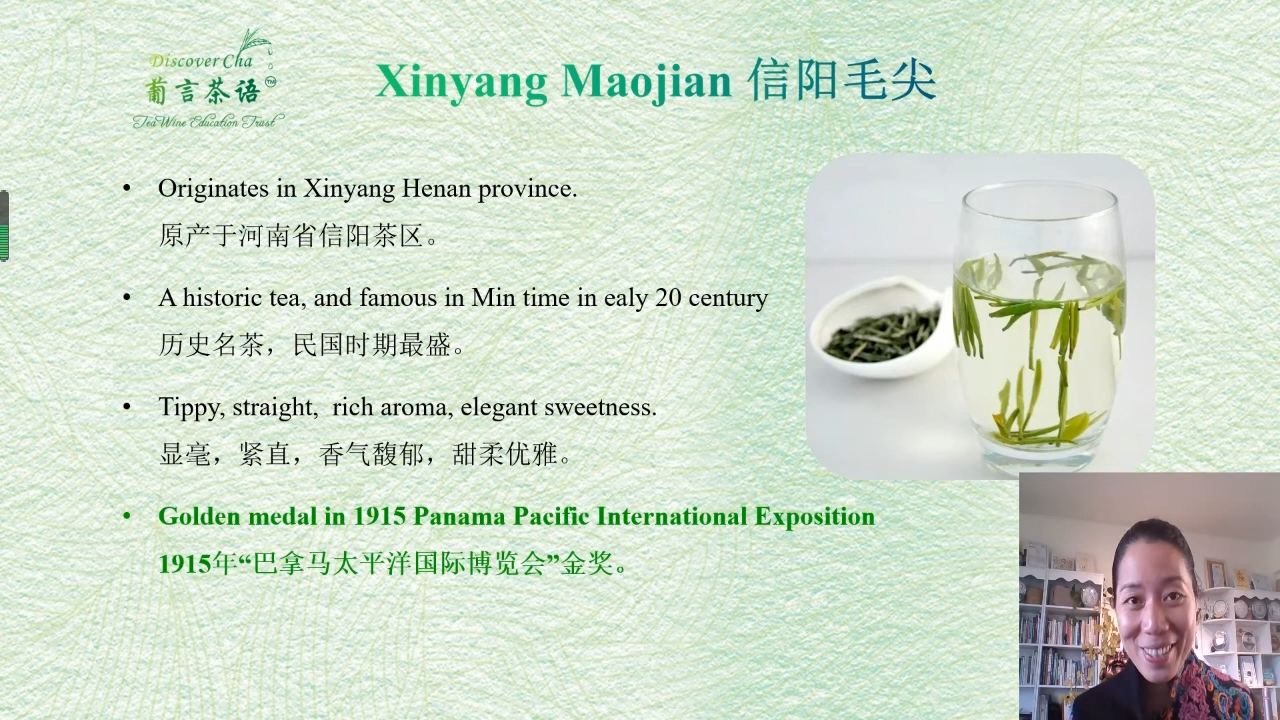 Discover Cha
葡言茶语™
TeaWine Education Trust
Xinyang Maojian 信阳毛尖
• Originates in Xinyang Henan province.
原产于河南省信阳茶区。
• A historic tea, and famous in Min time in ealy 20 century
历史名茶，民国时期最盛。
• Tippy, straight,  rich aroma, elegant sweetness.
显毫，紧直，香气馥郁，甜柔优雅。
• Golden medal in 1915 Panama Pacific International Exposition
1915年“巴拿马太平洋国际博览会”金奖。